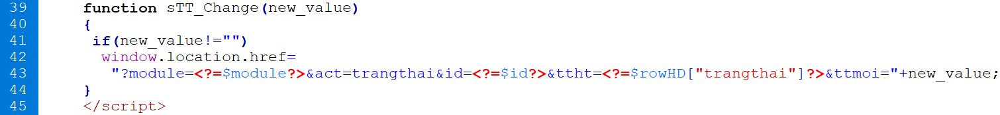 39 function sTT_Change(new_value)
40 {
41 if(new_value!="")
42 window.location.href=
43 "?module=<?=$module?>&act=trangthai&id=<?=$id?>&ttht=<?=$rowHD["trangthai"]?>&ttmoi="+new_value;
44 }
45 </script>